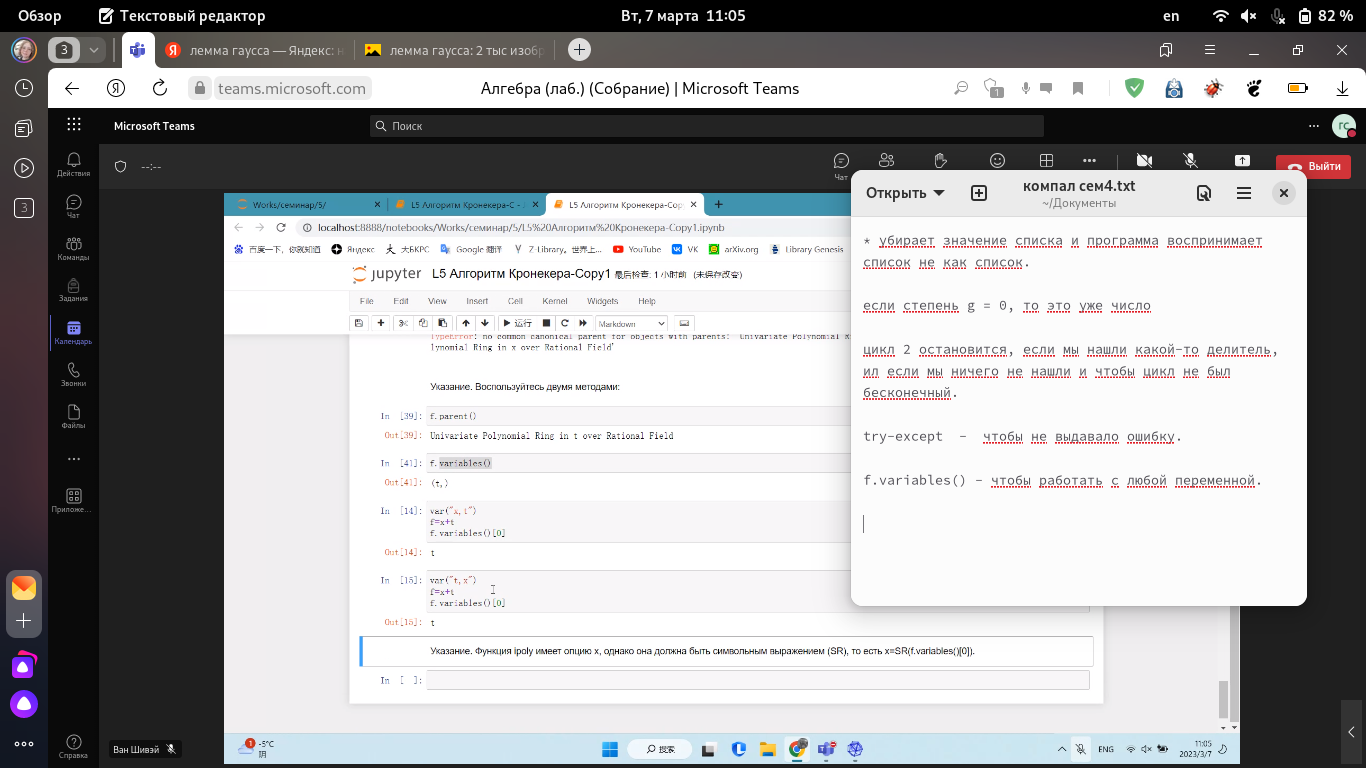 Обзор
Текстовый редактор
Вт, 7 марта 11:05
en
82 %
3
лемма гаусса — Яндекс: н
лемма гаусса: 2 тыс изобр
teams.microsoft.com
Алгебра (лаб.) (Собрание) | Microsoft Teams
1
Microsoft Teams
Поиск
ГС
3
Действия
Чат
Команды
Задания
Календарь
Звонки
Файлы
Приложе...
Справка
--:--
Чат
Выйти
Works/семинар/5/
L5 Алгоритм Кронекера-C
L5 Алгоритм Кронекера-Copy
localhost:8888/notebooks/Works/семинар/5/L5%20Алгоритм%20Кронекера-Copy1.ipynb
百度一下，你就知道
Яндекс
大БКРС
Google 翻译
Z-Library。世界上...
YouTube
VK
arXiv.org
Library Genesis
jupyter L5 Алгоритм Кронекера-Copy1 最后检查: 1 小时前 (未保存改变)
File Edit View Insert Cell Kernel Widgets Help
运行
Markdown
TypeError: no common canonical parent for objects with parents: 'Univariate Polynomial R
lynomial Ring in x over Rational Field'
Указание. Воспользуйтесь двумя методами:
In [39]: f.parent()
Out[39]: Univariate Polynomial Ring in t over Rational Field
In [41]: f.variables()
Out[41]: (t,)
In [14]: var("x,t")
f=x+t
f.variables()[0]
Out[14]: t
In [15]: var("t,x")
f=x+t
f.variables()[0]
Out[15]: t
Указание. Функция ipoly имеет опцию x, однако она должна быть символьным выражением (SR), то есть x=SR(f.variables()[0]).
In [ ]:
Открыть
компал сем4.txt
~/Документы
* убирает значение списка и программа воспринимает
список не как список.
если степень g = 0, то это уже число
цикл 2 остановится, если мы нашли какой-то делитель,
ил если мы ничего не нашли и чтобы цикл не был
бесконечный.
try-except – чтобы не выдавало ошибку.
f.variables() – чтобы работать с любой переменной.
Ван Шивэй
1
-5°C
阴
搜索
ENG
11:05
2023/3/7